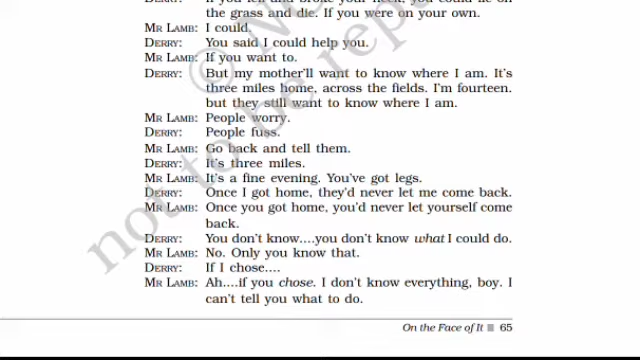 the grass and die. If you were on your own.
MR LAMB: I could.
DERRY: You said I could help you.
MR LAMB: If you want to.
DERRY: But my mother'll want to know where I am. It's
three miles home, across the fields. I'm fourteen.
but they still want to know where I am.
MR LAMB: People worry.
DERRY: People fuss.
MR LAMB: Go back and tell them.
DERRY: It's three miles.
MR LAMB: It's a fine evening. You've got legs.
DERRY: Once I got home, they'd never let me come back.
MR LAMB: Once you got home, you'd never let yourself come
back.
DERRY: You don't know....you don't know what I could do.
MR LAMB: No. Only you know that.
DERRY: If I chose....
MR LAMB: Ah....if you chose. I don't know everything, boy. I
can't tell you what to do.
On the Face of It 65
not to be rep